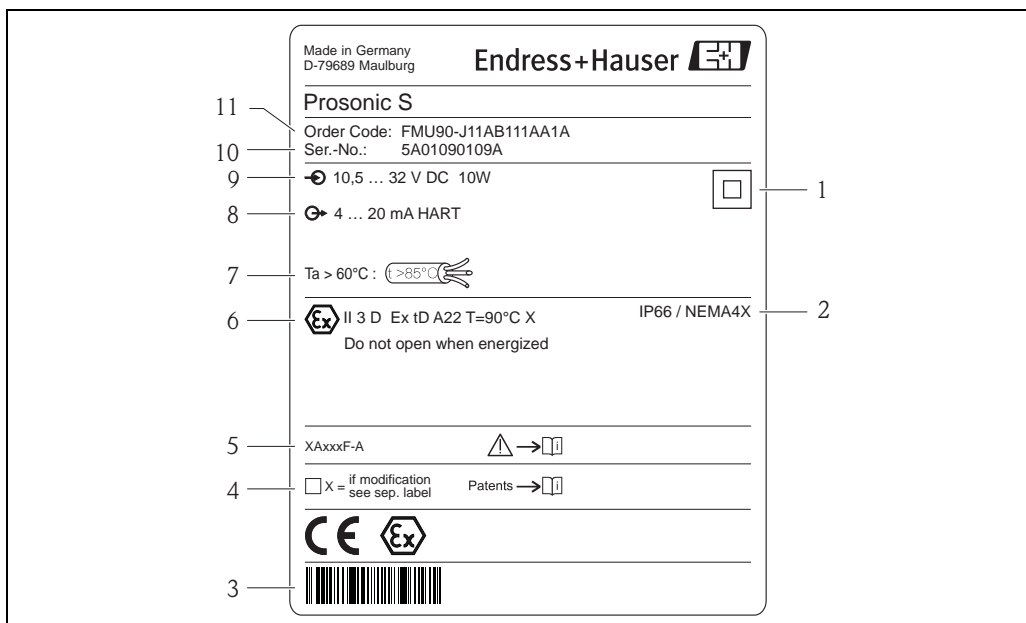 Made in Germany
D-79689 Maulburg
Endress+Hauser
Prosonic S
11
Order Code: FMU90-J11AB111AA1A
10
Ser.-No.: 5A01090109A
9
10,5 … 32 V DC 10W
1
8
4 … 20 mA HART
7
Ta > 60°C :
t >85°C
6
Ex
II 3 D Ex tD A22 T=90°C X
IP66 / NEMA4X
2
Do not open when energized
5
XAxxxF-A
i
4
X = if modification
see sep. label
Patents
i
CE
Ex
3